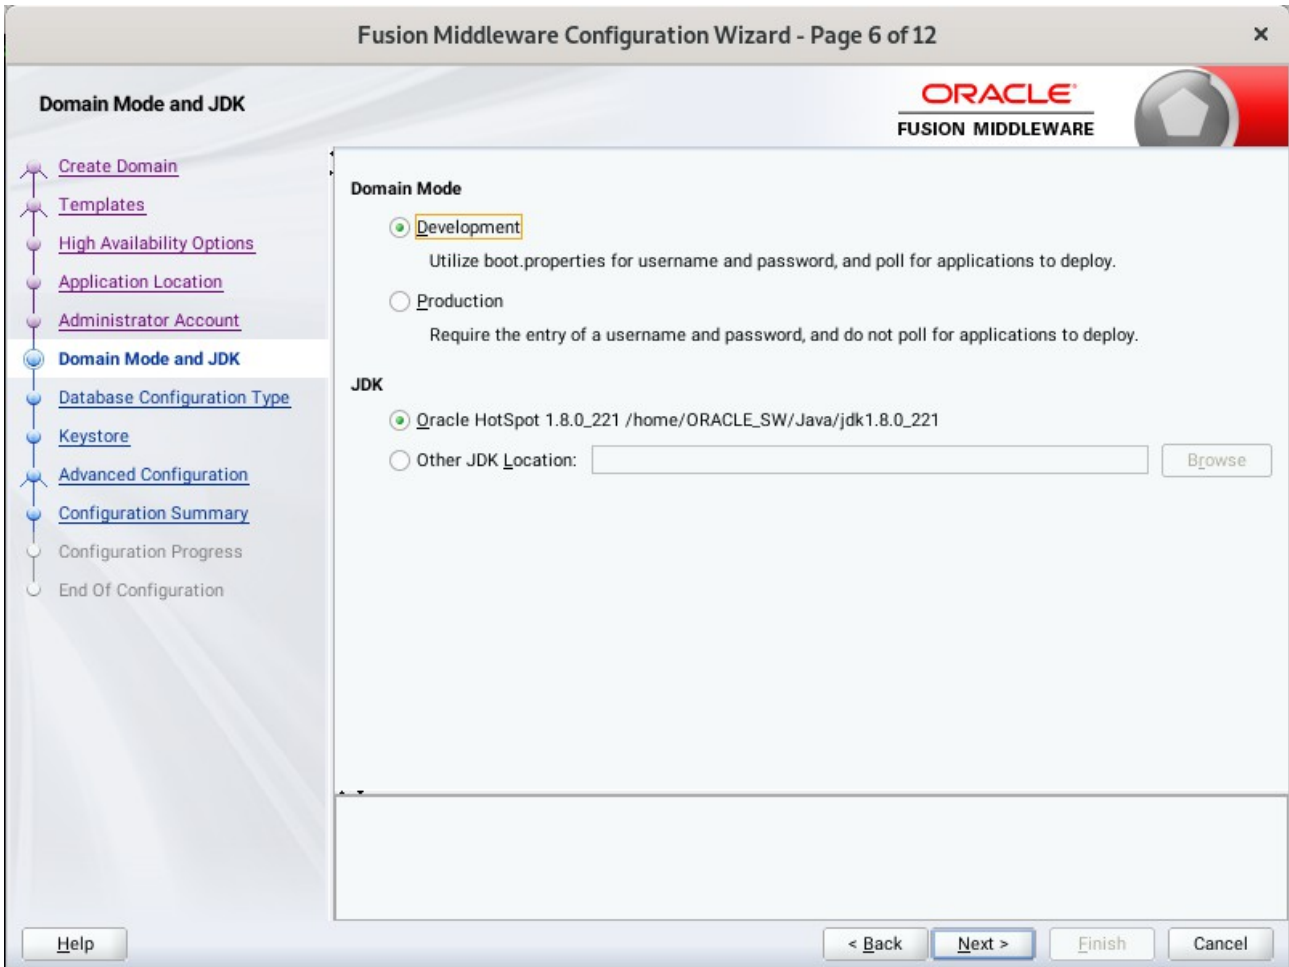 Fusion Middleware Configuration Wizard - Page 6 of 12
×
Domain Mode and JDK
ORACLE
FUSION MIDDLEWARE
Create Domain
Templates
High Availability Options
Application Location
Administrator Account
Domain Mode and JDK
Database Configuration Type
Keystore
Advanced Configuration
Configuration Summary
Configuration Progress
End Of Configuration
Domain Mode
Development
Utilize boot.properties for username and password, and poll for applications to deploy.
Production
Require the entry of a username and password, and do not poll for applications to deploy.
JDK
Oracle HotSpot 1.8.0_221 /home/ORACLE_SW/Java/jdk1.8.0_221
Other JDK Location: Browse
Help < Back Next > Finish Cancel